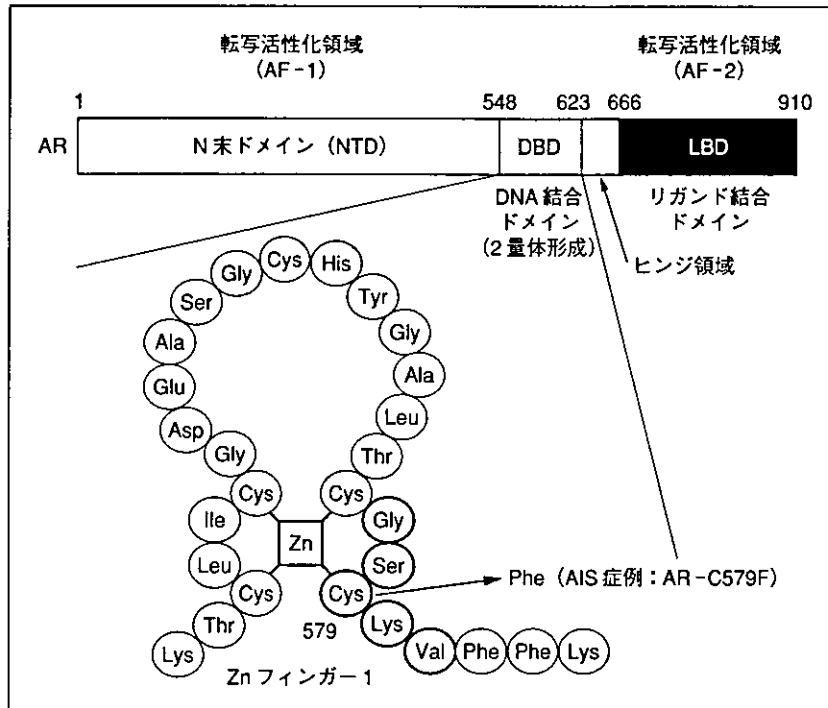 転写活性化領域
(AF-1)
転写活性化領域
(AF-2)
1
548
623
666
910
AR
N末ドメイン(NTD)
DBD
LBD
DNA結合
ドメイン
(2量体形成)
リガンド結合
ドメイン
ヒンジ領域
Lys
Thr
Cys
Leu
Ile
Cys
Gly
Asp
Glu
Ala
Ser
Gly
Cys
His
Tyr
Gly
Ala
Leu
Thr
Cys
Gly
Ser
Cys
Lys
Val
Phe
Phe
Lys
Zn
579
Phe(AIS症例:AR-C579F)
Znフィンガー1